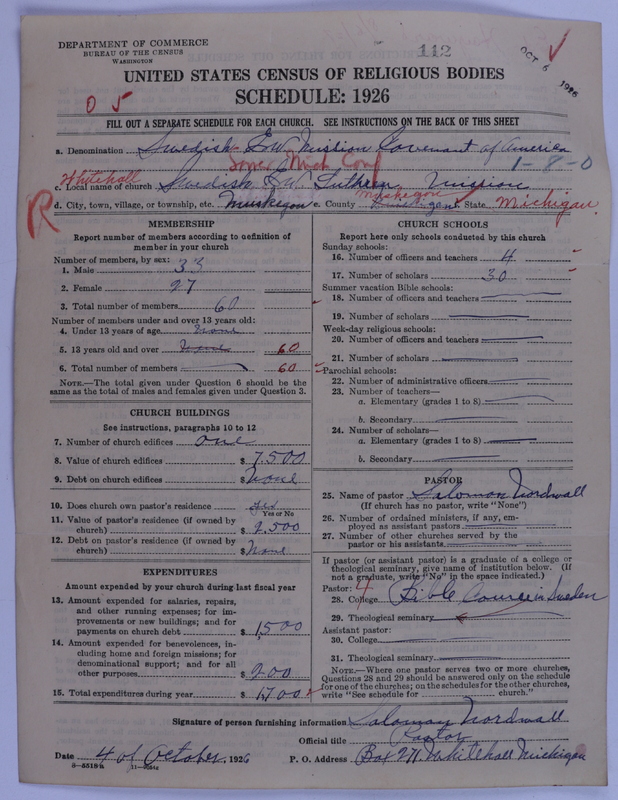 DEPARTMENT OF COMMERCE
BUREAU OF THE CENSUS
WASHINGTON
112
OCT 6 1926
UNITED STATES CENSUS OF RELIGIOUS BODIES
SCHEDULE: 1926
05
FILL OUT A SEPARATE SCHEDULE FOR EACH CHURCH. SEE INSTRUCTIONS ON THE BACK OF THIS SHEET
a. Denomination Swedish Ev. Mission Covenant of America
1-8-0
Mich Conf
Whitehall
c. Local name of church Swedish Ev. Lutheran Mission
R
d. City, town, village, or township, etc. Muskegon e. County Muskegon State Michigan
MEMBERSHIP
Report number of members according to definition of member in your church
Number of members, by sex:
1. Male 33
2. Female 27
3. Total number of members 60
Number of members under and over 13 years old:
4. Under 13 years of age none
5. 13 years old and over none 60
6. Total number of members 60
NOTE.—The total given under Question 6 should be the same as the total of males and females given under Question 3.
CHURCH BUILDINGS
See instructions, paragraphs 10 to 12
7. Number of church edifices one
8. Value of church edifices $ 7,500
9. Debt on church edifices $ None
10. Does church own pastor's residence yes
Yes or No
11. Value of pastor's residence (if owned by church) $ 2,500
12. Debt on pastor's residence (if owned by church) $ None
EXPENDITURES
Amount expended by your church during last fiscal year
13. Amount expended for salaries, repairs, and other running expenses; for improvements or new buildings; and for payments on church debt $ 1,500
14. Amount expended for benevolences, including home and foreign missions; for denominational support; and for all other purposes $ 200
15. Total expenditures during year $ 1,700
CHURCH SCHOOLS
Report here only schools conducted by this church
Sunday schools:
16. Number of officers and teachers 4
17. Number of scholars 30
Summer vacation Bible schools:
18. Number of officers and teachers
19. Number of scholars
Week-day religious schools:
20. Number of officers and teachers
21. Number of scholars
Parochial schools:
22. Number of administrative officers
23. Number of teachers—
a. Elementary (grades 1 to 8)
b. Secondary
24. Number of scholars—
a. Elementary (grades 1 to 8)
b. Secondary
PASTOR
25. Name of pastor Salomon Nordwall
(If church has no pastor, write "None")
26. Number of ordained ministers, if any, employed as assistant pastors
27. Number of other churches served by the pastor or his assistants
If pastor (or assistant pastor) is a graduate of a college or theological seminary, give name of institution below. (If not a graduate, write "No" in the space indicated.)
Pastor: 4
28. College Bible Course in Sweden
29. Theological seminary
Assistant pastor:
30. College
31. Theological seminary
NOTE.—Where one pastor serves two or more churches, Questions 28 and 29 should be answered only on the schedule for one of the churches; on the schedules for the other churches, write "See schedule for church."
Signature of person furnishing information Salomon Nordwall
Official title Pastor
Date 4 of October, 1926
P. O. Address Box 271, Whitehall Michigan
8-5518a